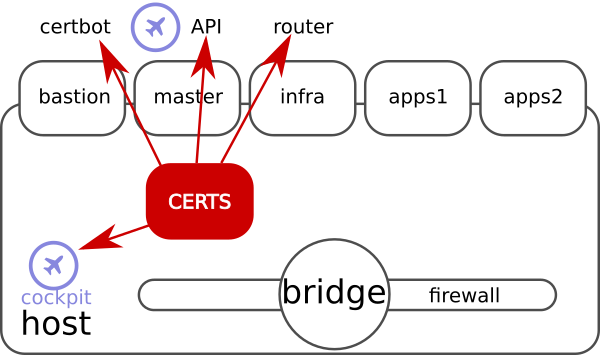 certbot API router
bastion master infra apps1 apps2
CERTS
cockpit
host
bridge firewall